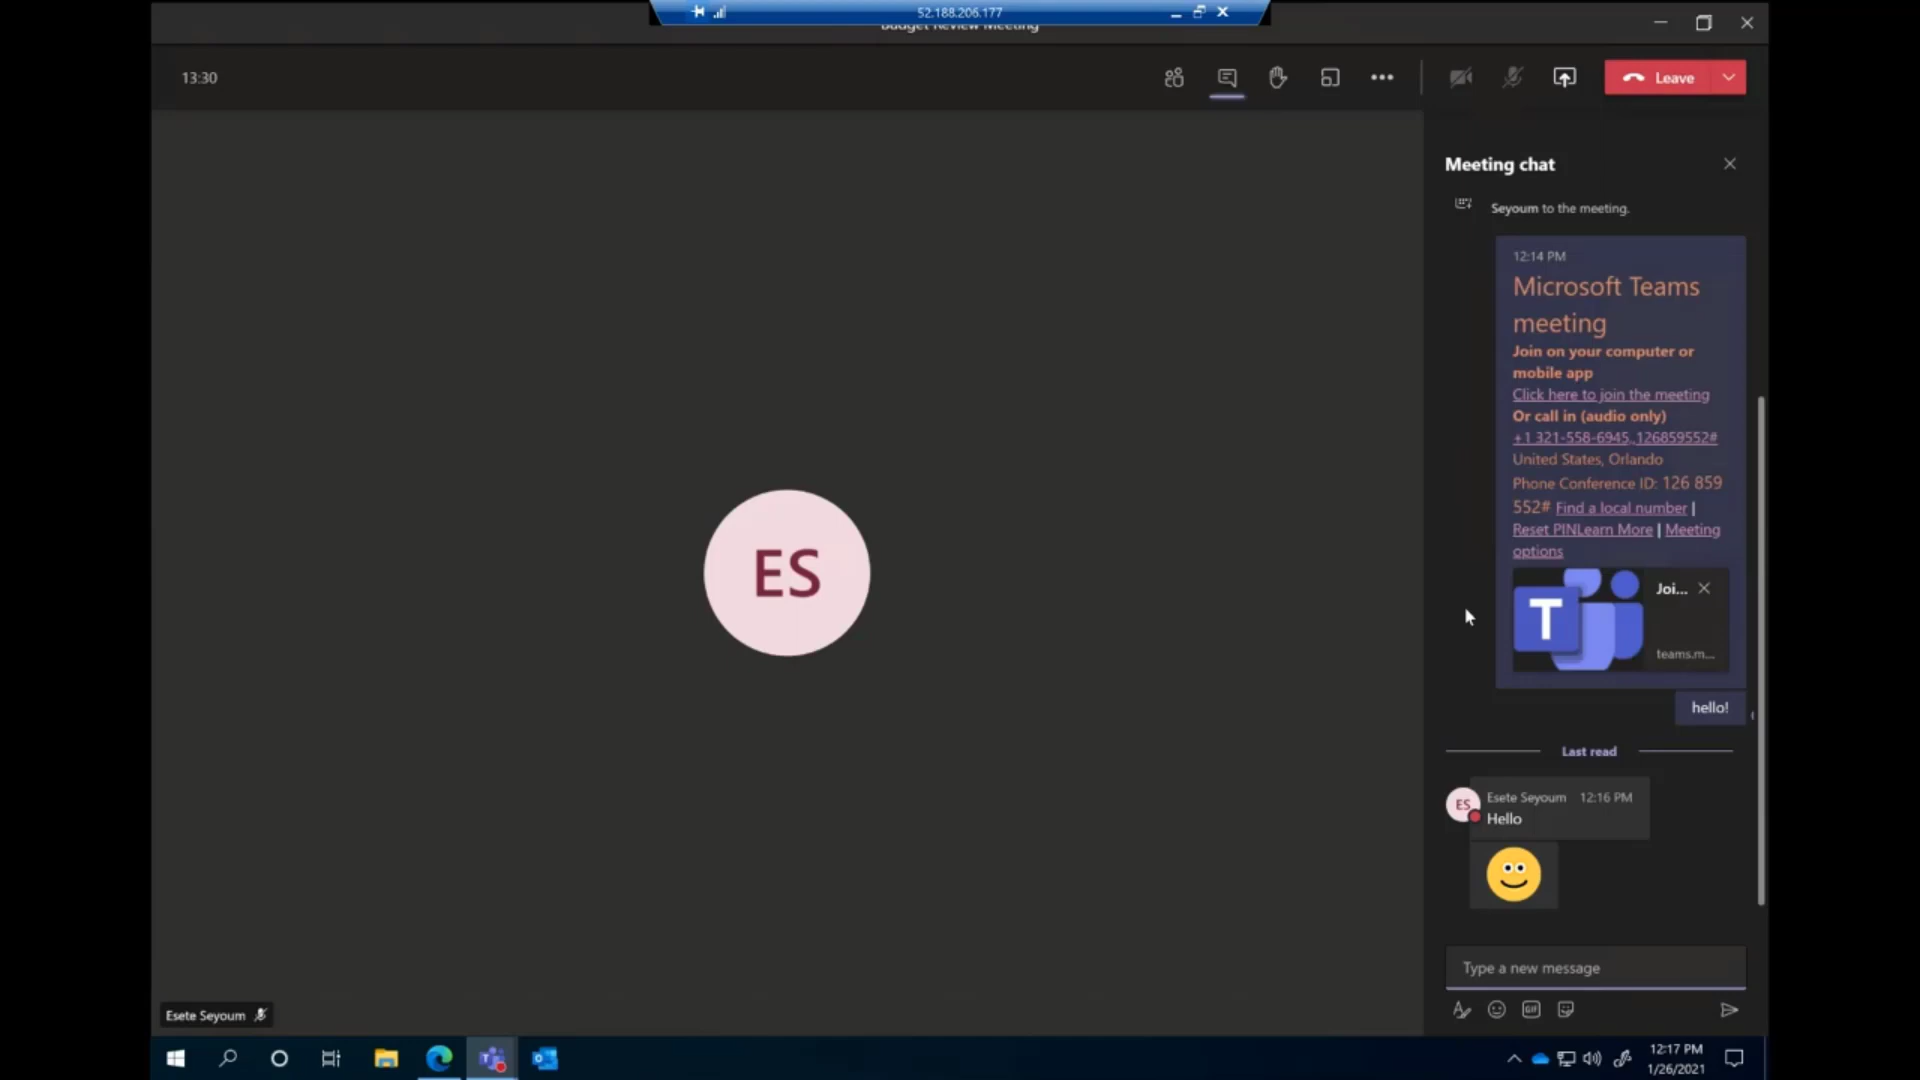 52.188.206.177
Budget Review Meeting
13:30
Leave
Meeting chat
Seyoum to the meeting.
12:14 PM
Microsoft Teams
meeting
Join on your computer or
mobile app
Click here to join the meeting
Or call in (audio only)
+1 321-558-6945,,126859552#
United States, Orlando
Phone Conference ID: 126 859
552# Find a local number |
Reset PINLearn More | Meeting
options
T
Joi...
teams.m...
hello!
Last read
ES
Esete Seyoum 12:16 PM
Hello
ES
Type a new message
GIF
Esete Seyoum
12:17 PM
1/26/2021